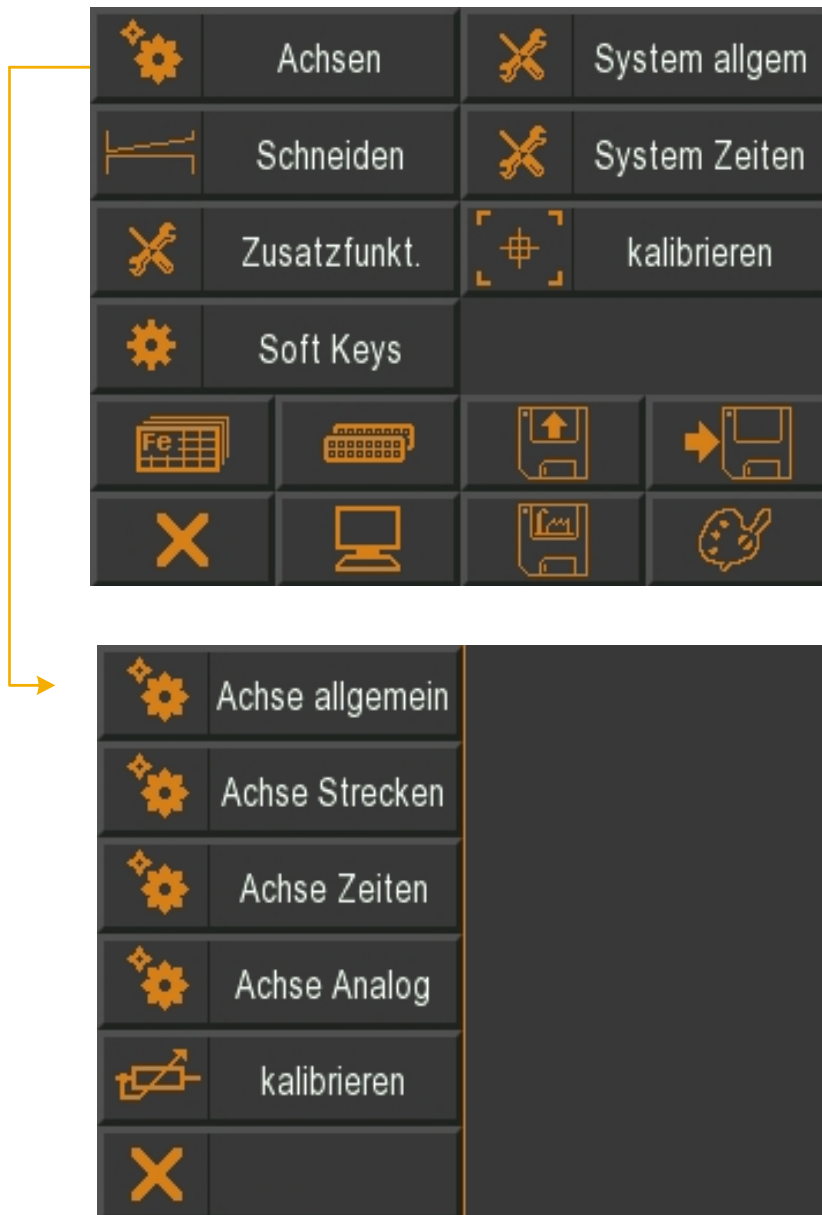 Achsen
System allgem
Schneiden
System Zeiten
Zusatzfunkt.
kalibrieren
Soft Keys
Fe
Achse allgemein
Achse Strecken
Achse Zeiten
Achse Analog
kalibrieren